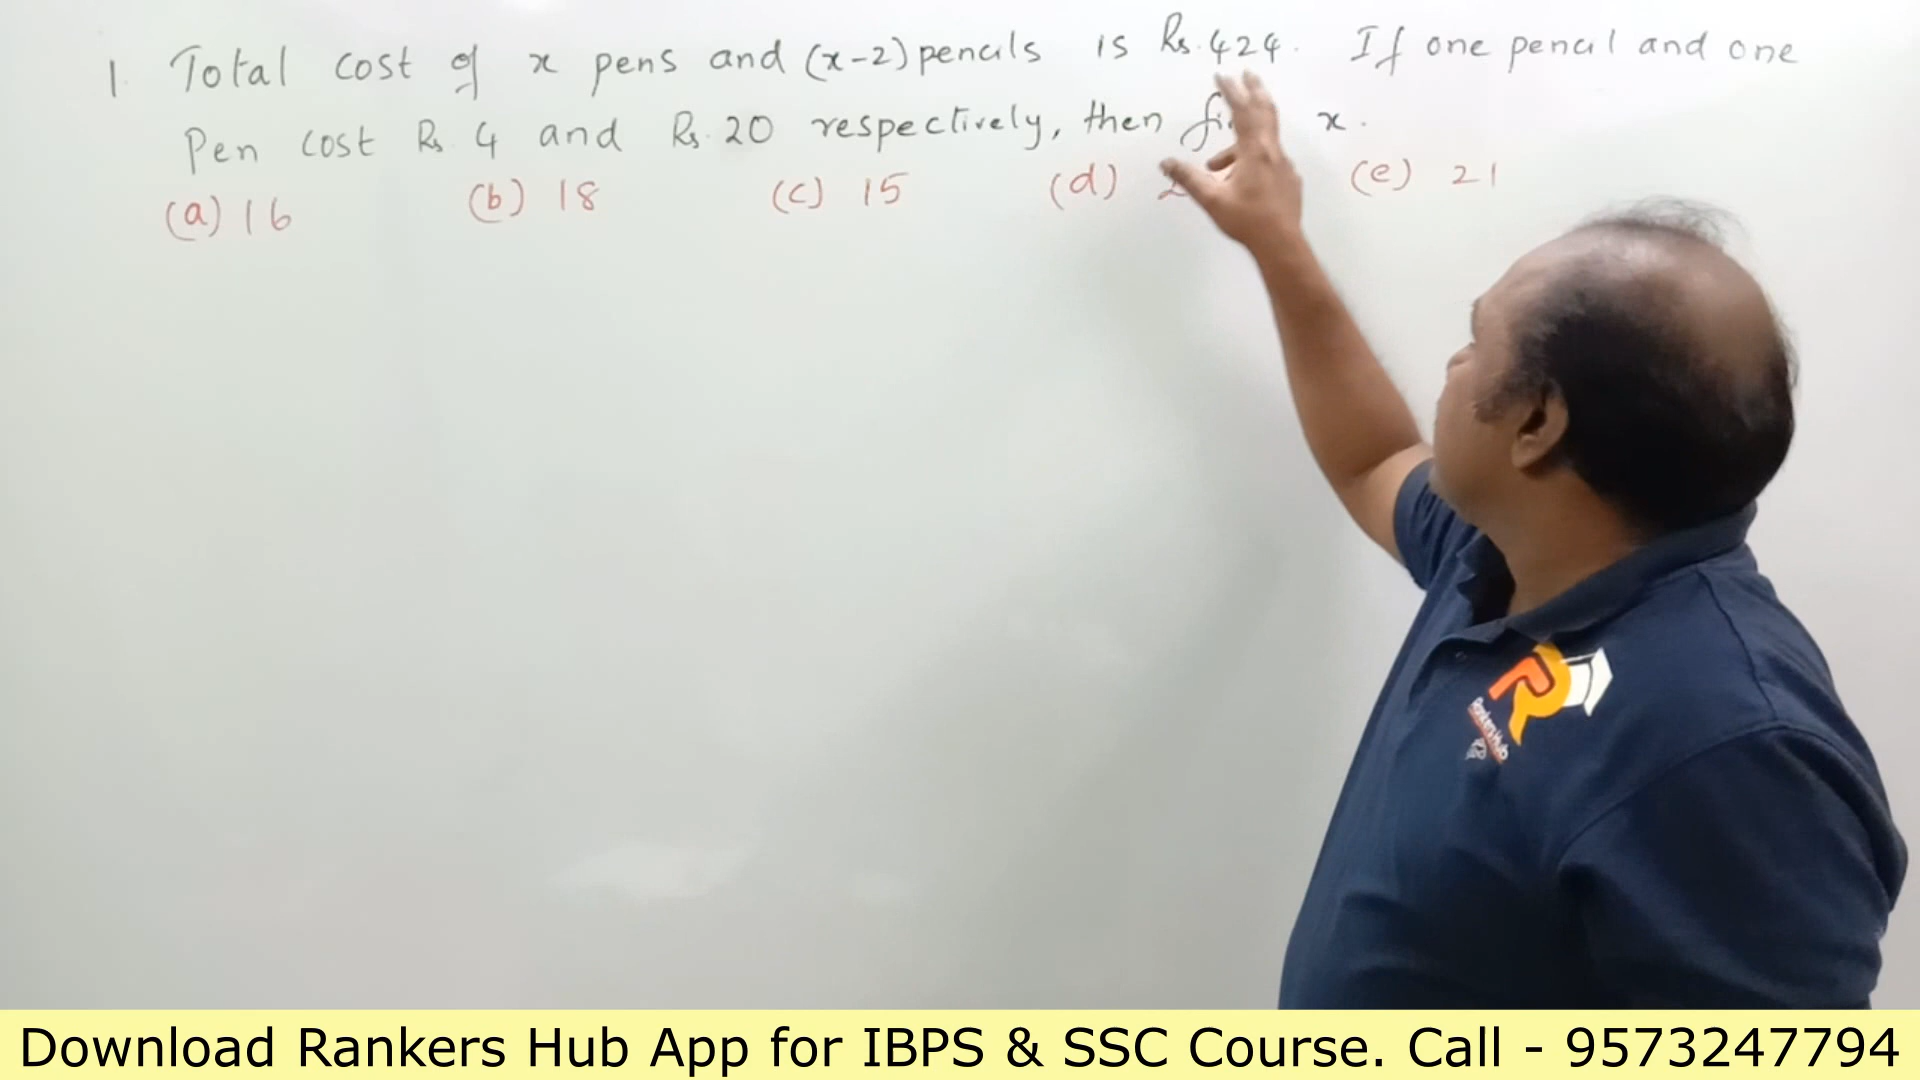 1. Total cost of x pens and (x-2) pencils is Rs. 424. If one pencil and one
Pen cost Rs 4 and Rs. 20 respectively, then x.
(a) 16 (b) 18 (c) 15 (d) (e) 21
R
Rankers Hub
Download Rankers Hub App for IBPS & SSC Course. Call - 9573247794